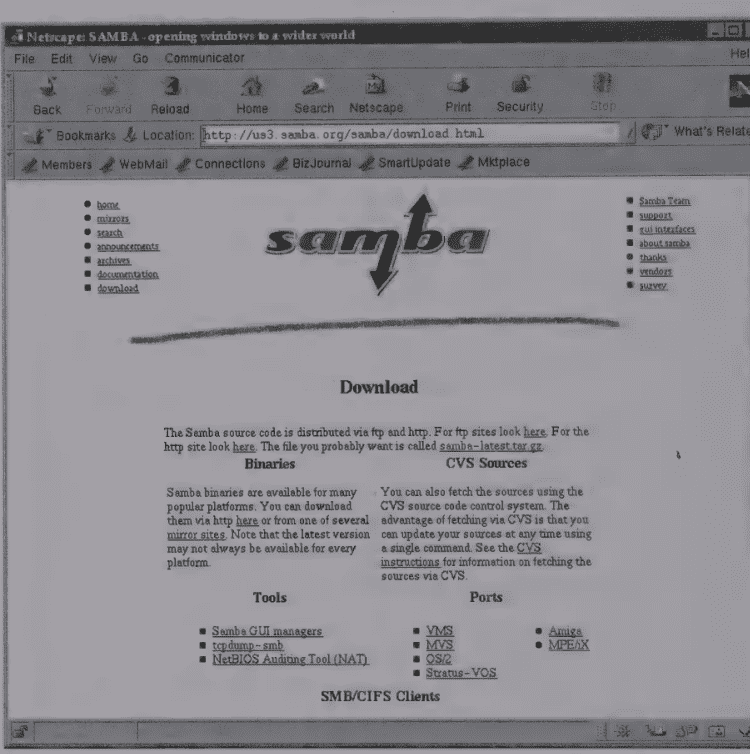 Netscape: SAMBA - opening windows to a wider world
File Edit View Go Communicator Hel
Back Forward Reload Home Search Netscape Print Security Stop
Bookmarks Location: http://us3.samba.org/samba/download.html What's Relate
Members WebMail Connections BizJournal SmartUpdate Mktplace
home
mirrors
search
announcements
archives
documentation
download
samba
Samba Team
support
gui interfaces
about samba
thanks
vendors
survey
Download
The Samba source code is distributed via ftp and http. For ftp sites look here. For the
http site look here. The file you probably want is called samba-latest.tar.gz.
Binaries
Samba binaries are available for many
popular platforms. You can download
them via http here or from one of several
mirror sites. Note that the latest version
may not always be available for every
platform.
CVS Sources
You can also fetch the sources using the
CVS source code control system. The
advantage of fetching via CVS is that you
can update your sources at any time using
a single command. See the CVS
instructions for information on fetching the
sources via CVS.
Tools
Samba GUI managers
tcpdump-smb
NetBIOS Auditing Tool (NAT)
Ports
VMS
MVS
OS/2
Stratus-VOS
Amiga
MPE/iX
SMB/CIFS Clients